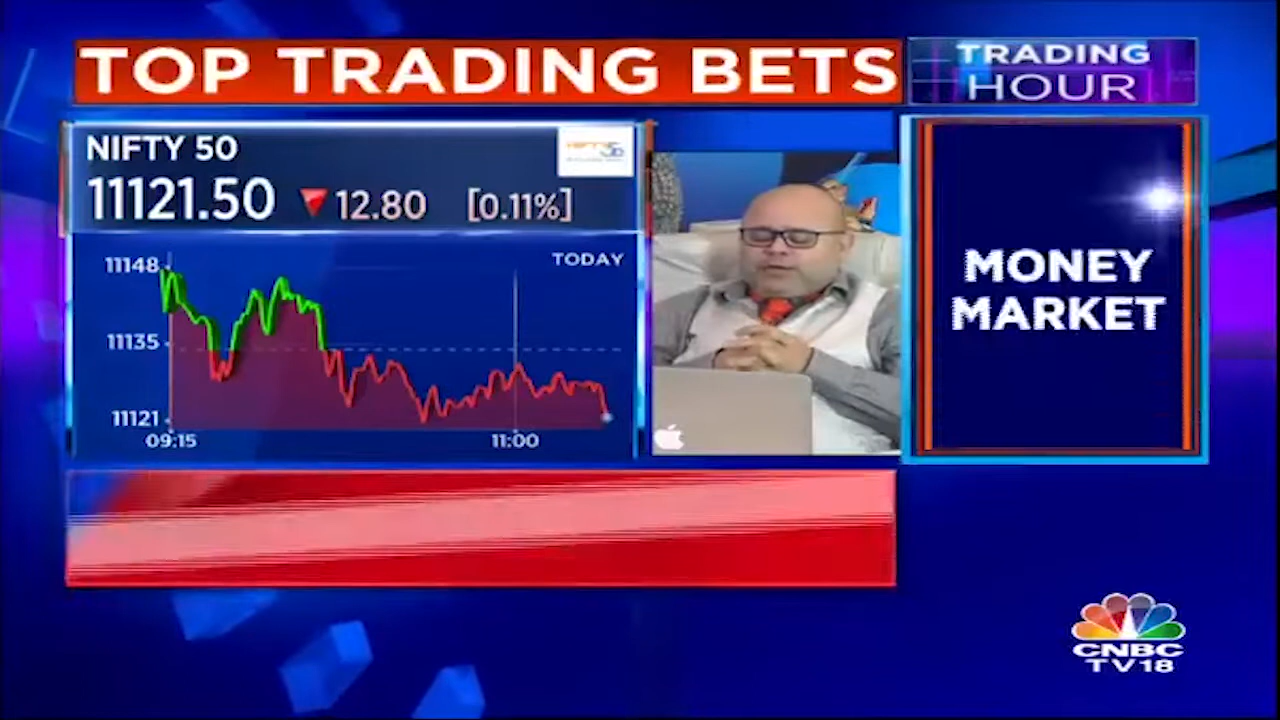 TOP TRADING BETS
TRADING
HOUR
NIFTY 50
11121.50 ▼ 12.80 [0.11%]
TODAY
11148
11135
11121
09:15 11:00
MONEY
MARKET
CNBC
TV18